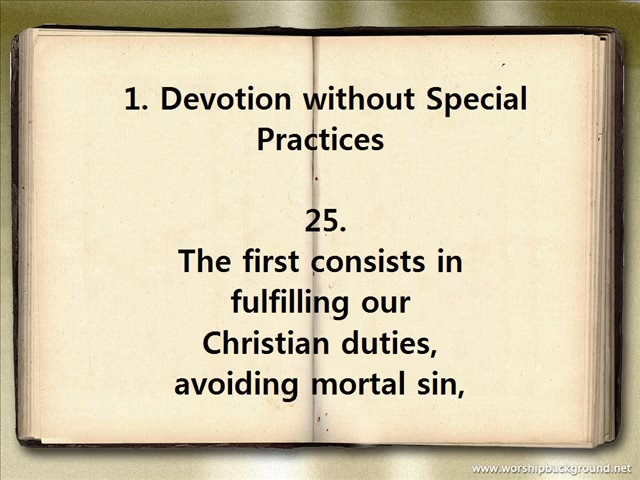 1. Devotion without Special
Practices
25.
The first consists in
fulfilling our
Christian duties,
avoiding mortal sin,
www.worshipbackground.net